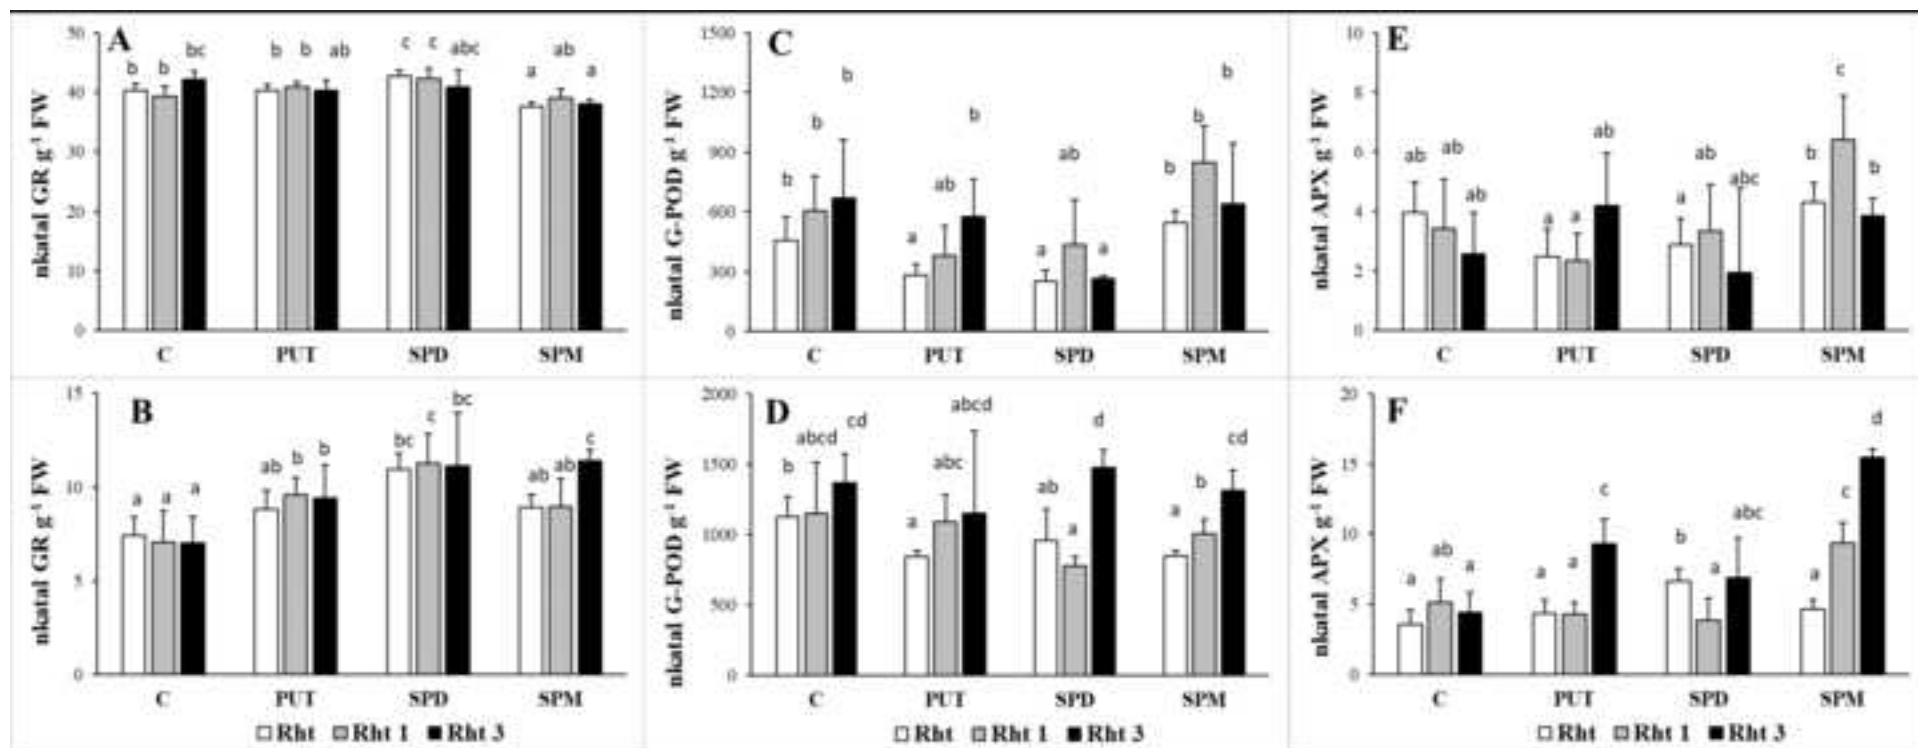 A
nkatal GR g-1 FW
50
40
30
20
10
0
b b bc
b b ab
c c abc
a ab a
C PUT SPD SPM
C
nkatal G-POD g-1 FW
1500
1200
900
600
300
0
b b b
a ab b
a ab a
b b b
C PUT SPD SPM
E
nkatal APX g-1 FW
10
8
6
4
2
0
ab ab ab
a a ab
a ab abc
b c b
C PUT SPD SPM
B
nkatal GR g-1 FW
15
10
5
0
a a a
ab b b
bc c bc
ab ab c
C PUT SPD SPM
Rht Rht 1 Rht 3
D
nkatal G-POD g-1 FW
2000
1500
1000
500
0
b abcd cd
a abc abcd
ab a d
a b cd
C PUT SPD SPM
Rht Rht 1 Rht 3
F
nkatal APX g-1 FW
20
15
10
5
0
a ab a
a a c
b a abc
a c d
C PUT SPD SPM
Rht Rht 1 Rht 3